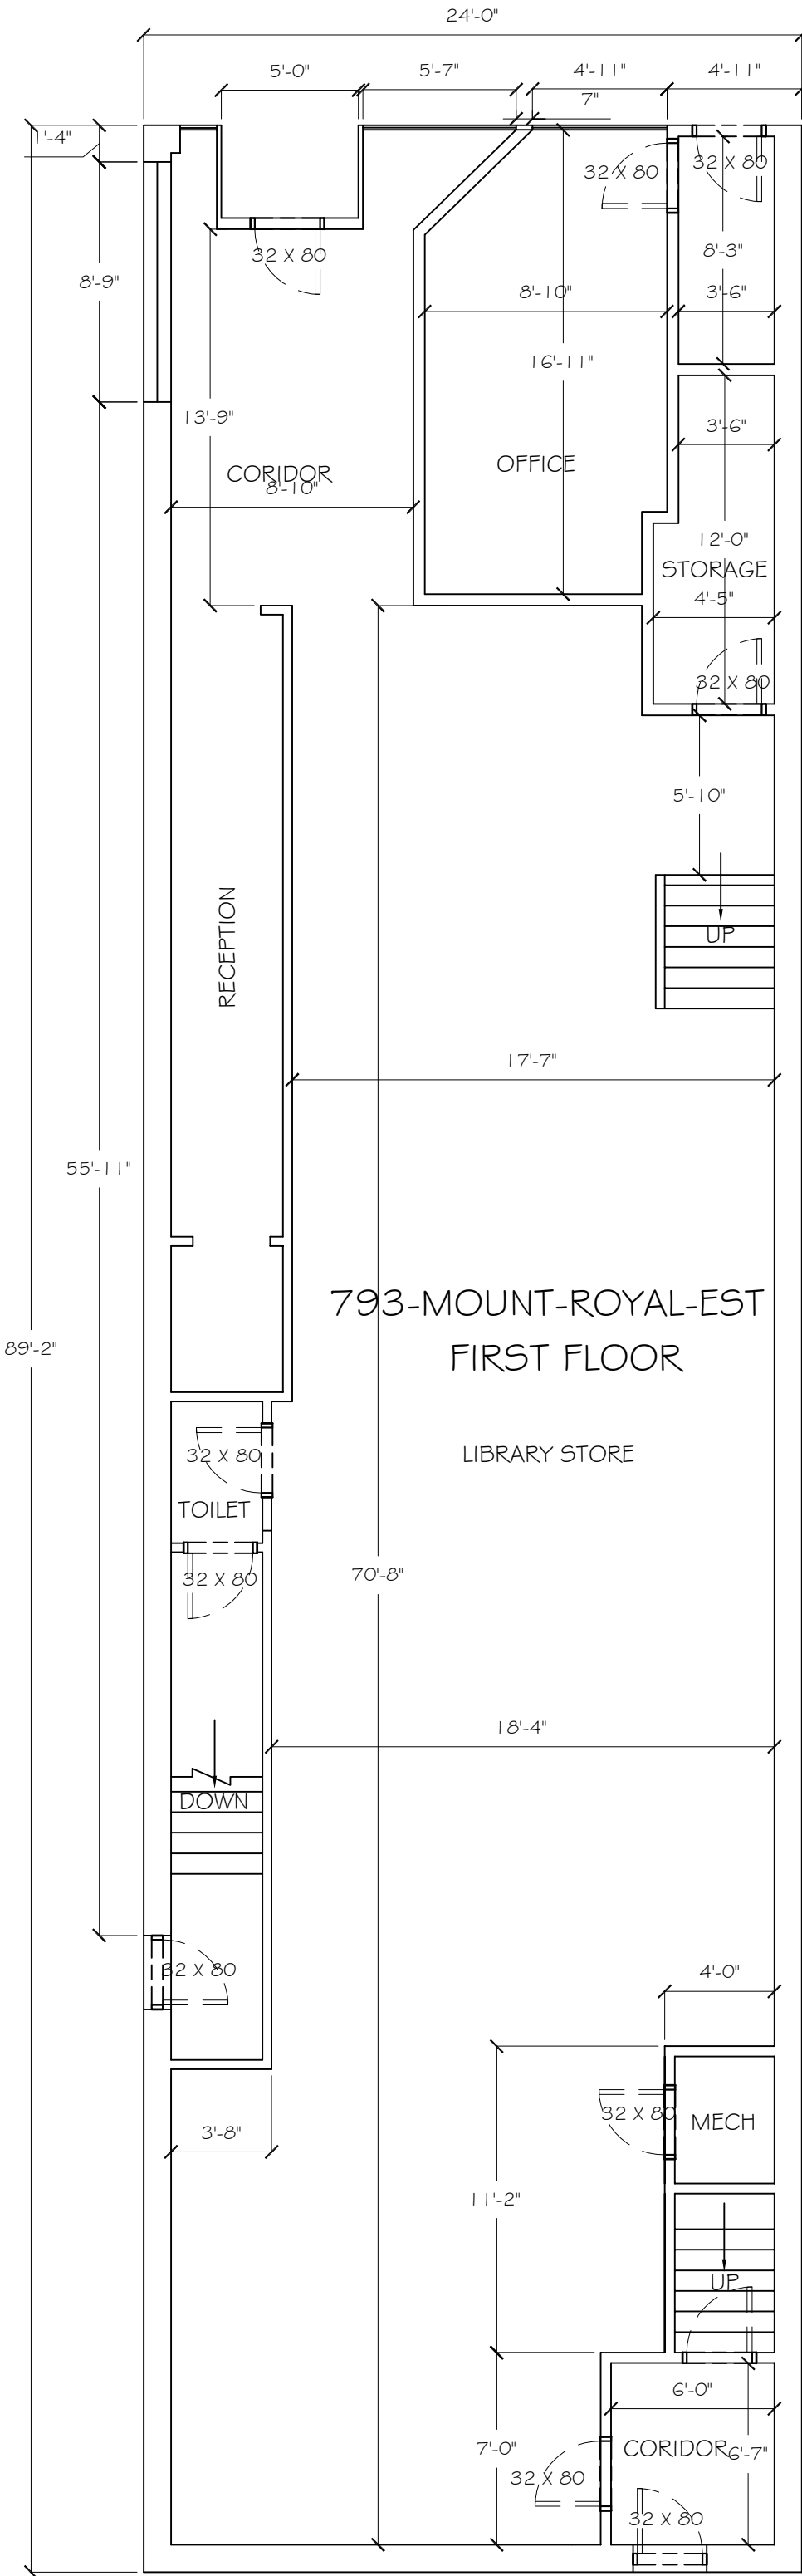 24'-0"
5'-0"
5'-7"
4'-11"
4'-11"
7"
1'-4"
32 X 80
32 X 80
32 X 80
8'-3"
8'-9"
8'-10"
3'-6"
16'-11"
13'-9"
3'-6"
CORIDOR
OFFICE
8'-10"
12'-0"
STORAGE
4'-5"
32 X 80
5'-10"
UP
RECEPTION
17'-7"
55'-11"
793-MOUNT-ROYAL-EST
89'-2"
FIRST FLOOR
32 X 80
LIBRARY STORE
TOILET
32 X 80
70'-8"
18'-4"
DOWN
32 X 80
4'-0"
32 X 80
MECH
3'-8"
11'-2"
UP
6'-0"
7'-0"
CORIDOR
6'-7"
32 X 80
32 X 80